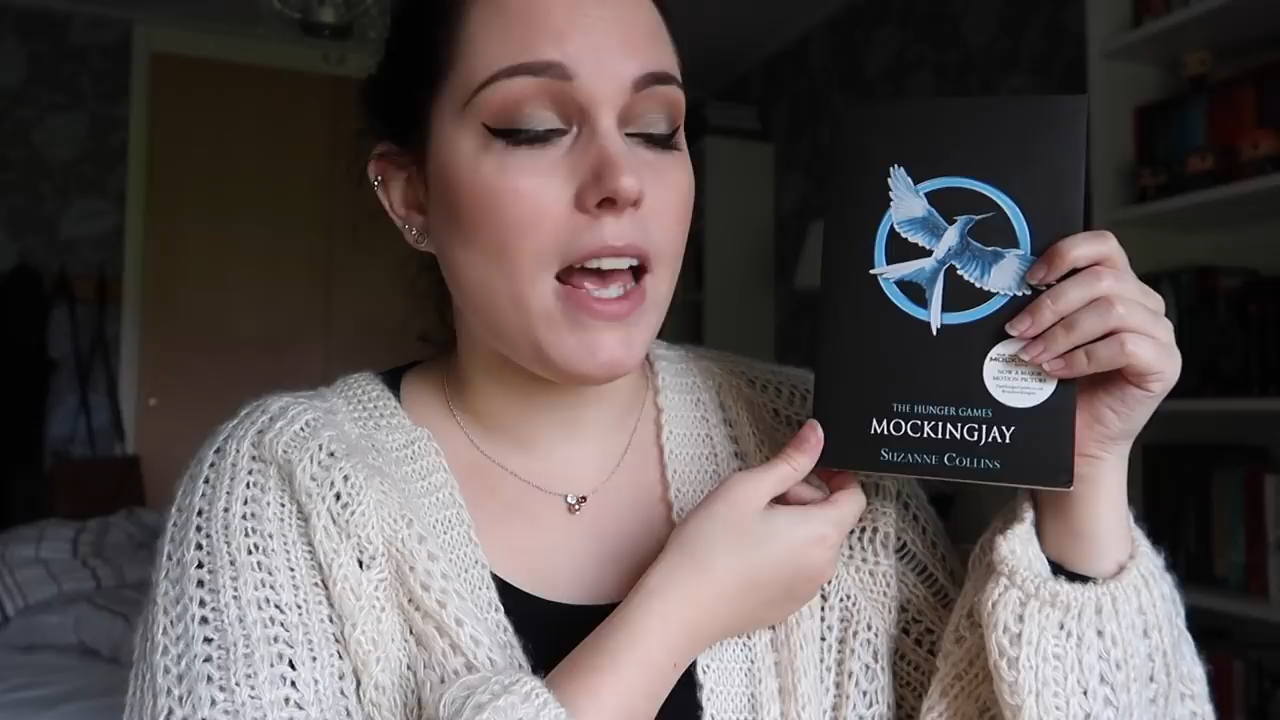 NOW A MAJOR
MOTION PICTURE
THE HUNGER GAMES
MOCKINGJAY
SUZANNE COLLINS